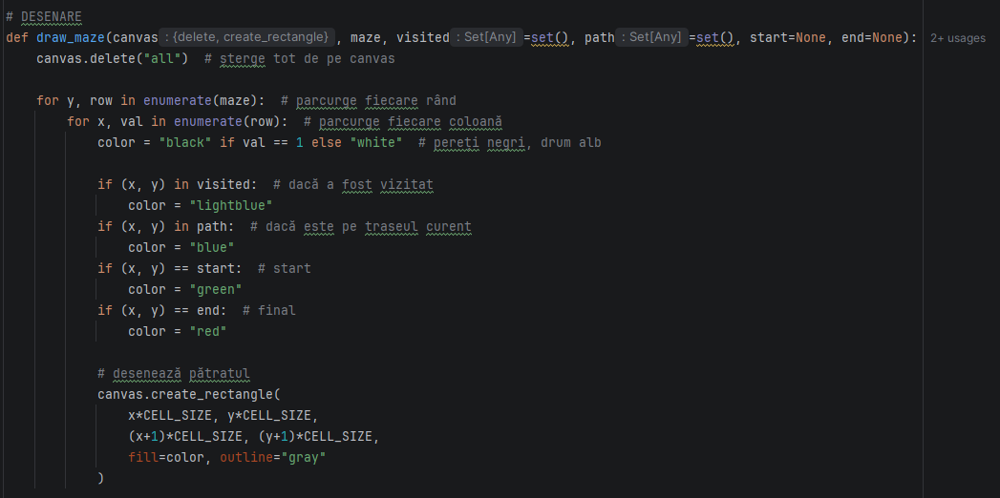 # DESENARE
def draw_maze(canvas : {delete, create_rectangle} , maze, visited : Set[Any] =set(), path : Set[Any] =set(), start=None, end=None): 2+ usages
    canvas.delete("all")  # sterge tot de pe canvas

    for y, row in enumerate(maze):  # parcurge fiecare rând
        for x, val in enumerate(row):  # parcurge fiecare coloană
            color = "black" if val == 1 else "white"  # pereți negri, drum alb

            if (x, y) in visited:  # dacă a fost vizitat
                color = "lightblue"
            if (x, y) in path:  # dacă este pe traseul curent
                color = "blue"
            if (x, y) == start:  # start
                color = "green"
            if (x, y) == end:  # final
                color = "red"

            # desenează pătratul
            canvas.create_rectangle(
                x*CELL_SIZE, y*CELL_SIZE,
                (x+1)*CELL_SIZE, (y+1)*CELL_SIZE,
                fill=color, outline="gray"
            )